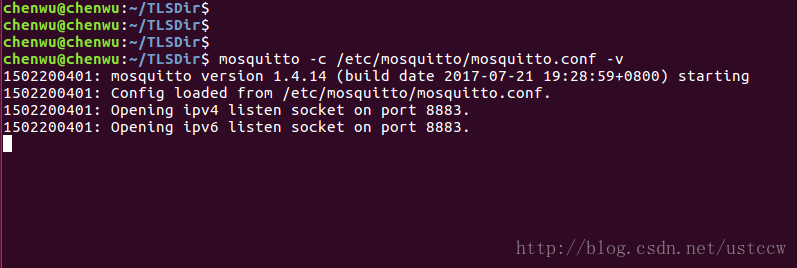 chenwu@chenwu:~/TLSDir$
chenwu@chenwu:~/TLSDir$
chenwu@chenwu:~/TLSDir$
chenwu@chenwu:~/TLSDir$ mosquitto -c /etc/mosquitto/mosquitto.conf -v
1502200401: mosquitto version 1.4.14 (build date 2017-07-21 19:28:59+0800) starting
1502200401: Config loaded from /etc/mosquitto/mosquitto.conf.
1502200401: Opening ipv4 listen socket on port 8883.
1502200401: Opening ipv6 listen socket on port 8883.
http://blog.csdn.net/ustccw